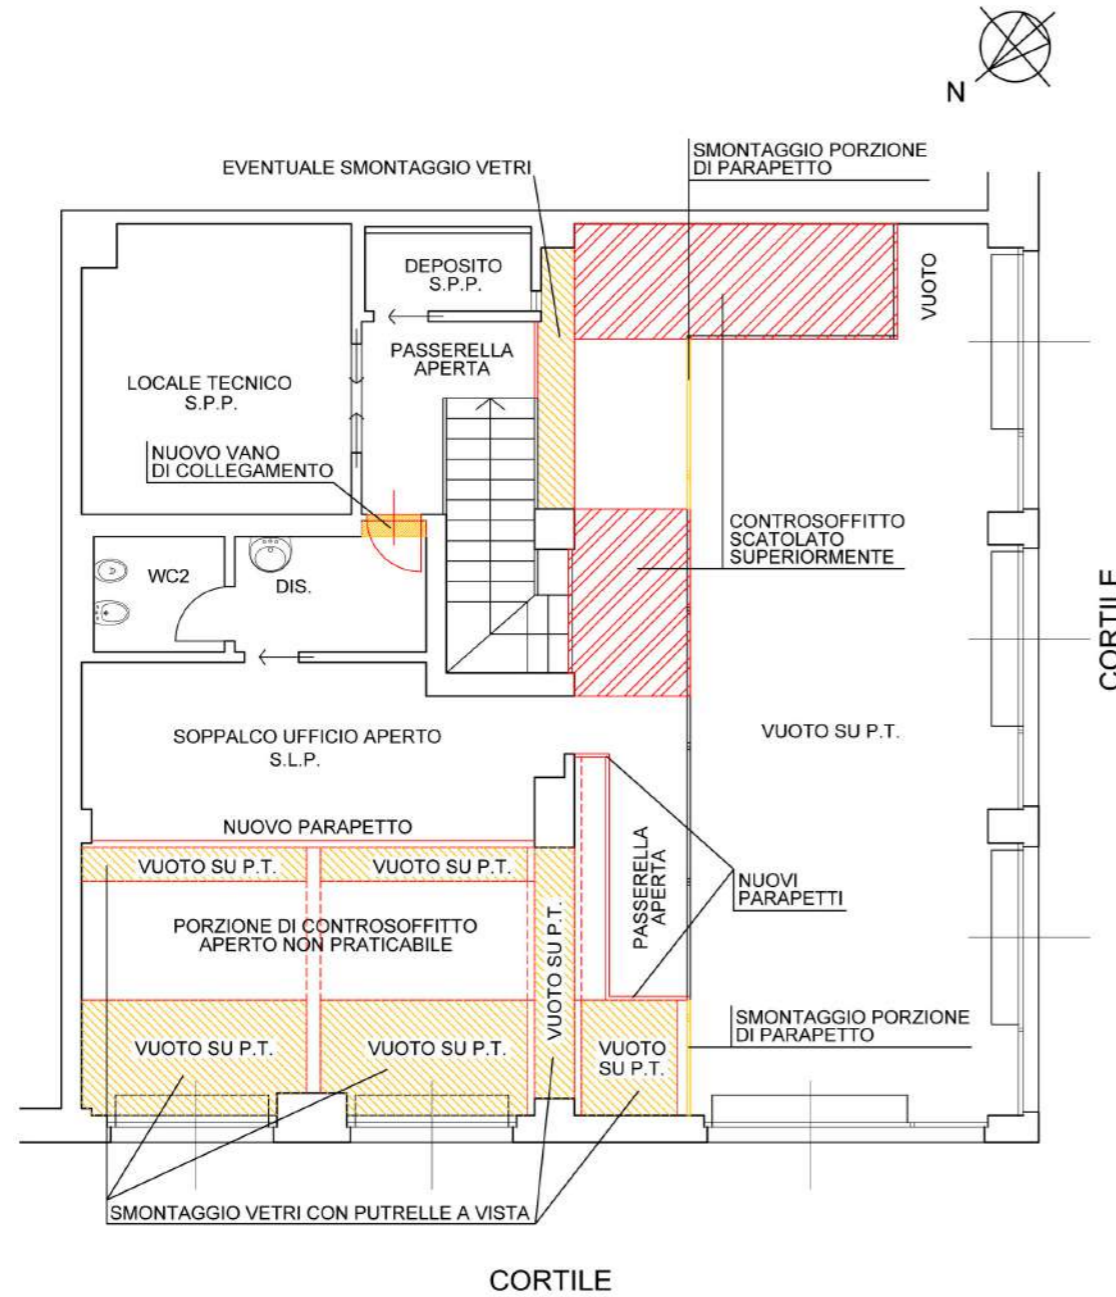 N
SMONTAGGIO PORZIONE
DI PARAPETTO
EVENTUALE SMONTAGGIO VETRI
DEPOSITO
S.P.P.
VUOTO
PASSERELLA
APERTA
LOCALE TECNICO
S.P.P.
NUOVO VANO
DI COLLEGAMENTO
CONTROSOFFITTO
SCATOLATO
SUPERIORMENTE
WC2
DIS.
CORTILE
SOPPALCO UFFICIO APERTO
S.L.P.
VUOTO SU P.T.
NUOVO PARAPETTO
VUOTO SU P.T.
VUOTO SU P.T.
PASSERELLA
APERTA
NUOVI
PARAPETTI
PORZIONE DI CONTROSOFFITTO
APERTO NON PRATICABILE
VUOTO SU P.T.
SMONTAGGIO PORZIONE
DI PARAPETTO
VUOTO SU P.T.
VUOTO SU P.T.
VUOTO
SU P.T.
SMONTAGGIO VETRI CON PUTRELLE A VISTA
CORTILE